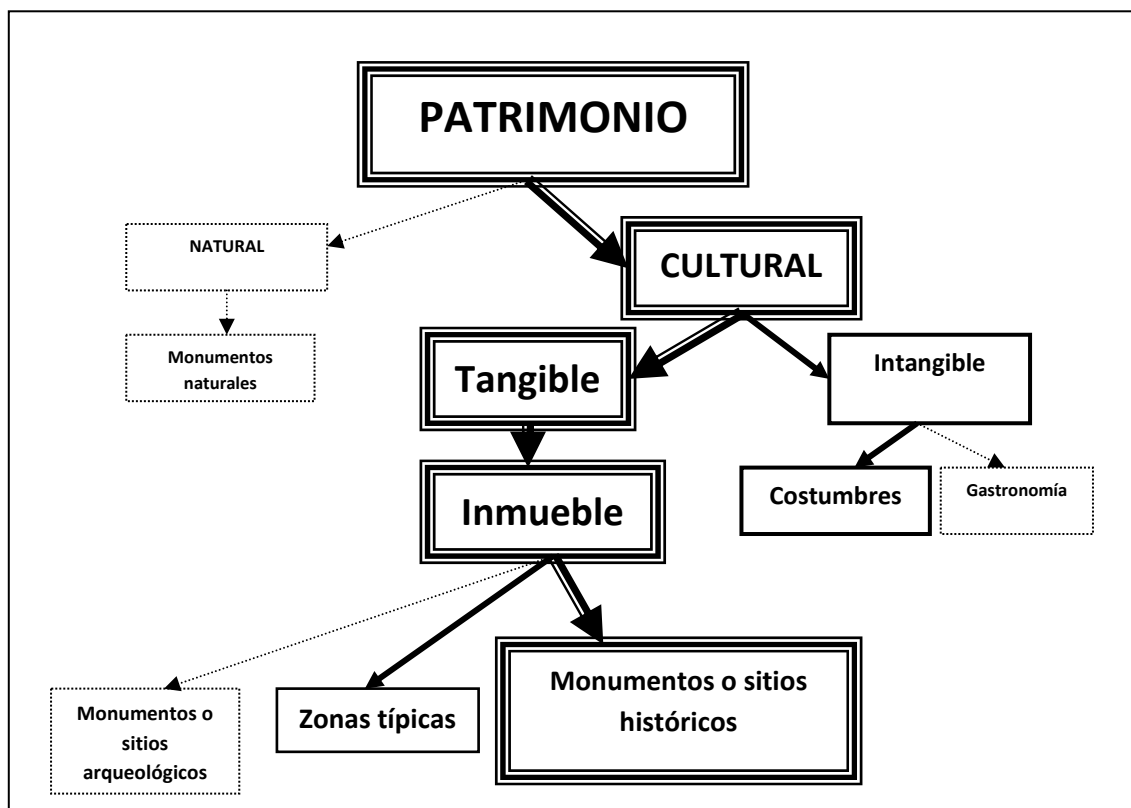 PATRIMONIO
NATURAL
CULTURAL
Monumentos
naturales
Tangible
Intangible
Inmueble
Costumbres
Gastronomía
Monumentos o
sitios
arqueológicos
Zonas típicas
Monumentos o sitios
históricos